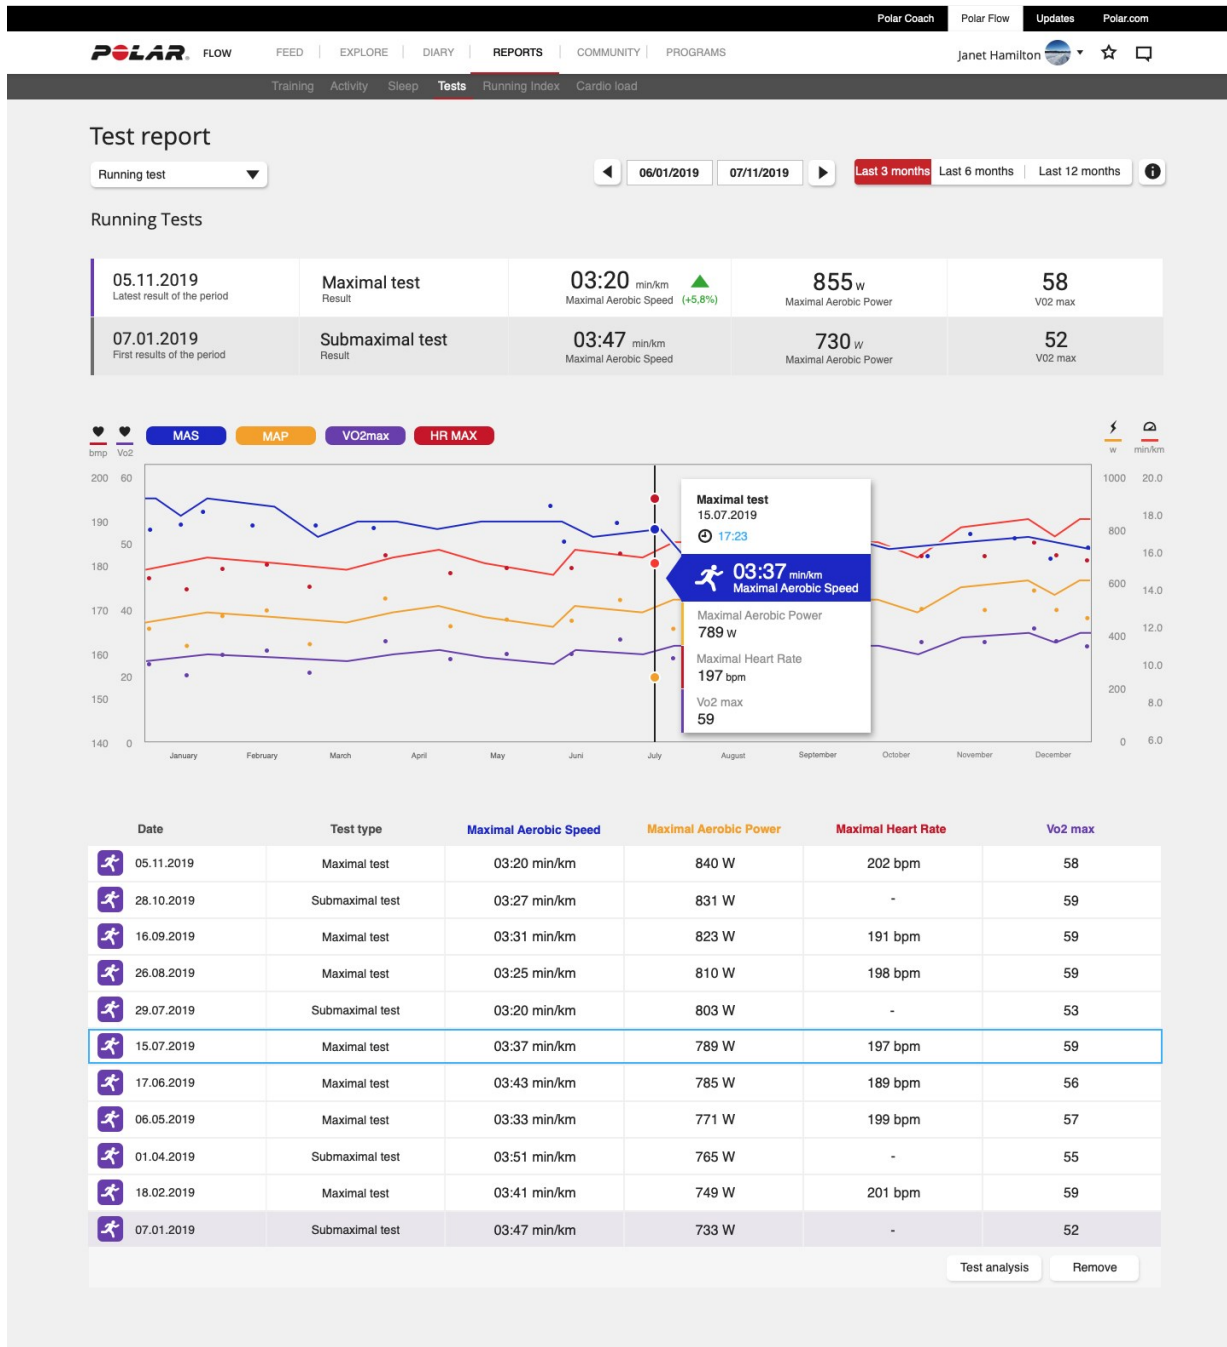 Polar Coach Polar Flow Updates Polar.com
POLAR. FLOW FEED EXPLORE DIARY REPORTS COMMUNITY PROGRAMS Janet Hamilton
Training Activity Sleep Tests Running Index Cardio load
Test report
Running test 06/01/2019 07/11/2019 Last 3 months Last 6 months Last 12 months
Running Tests
05.11.2019 Maximal test 03:20 min/km 855 w 58
Latest result of the period Result Maximal Aerobic Speed (+5,8%) Maximal Aerobic Power V02 max
07.01.2019 Submaximal test 03:47 min/km 730 w 52
First results of the period Result Maximal Aerobic Speed Maximal Aerobic Power V02 max
MAS MAP VO2max HR MAX
bmp Vo2 w min/km
200 60 1000 20.0
Maximal test
15.07.2019
190 18.0
17:23
800
50
16.0
180
03:37 min/km
600
Maximal Aerobic Speed
14.0
170 40
Maximal Aerobic Power
12.0
789 w
400
160
Maximal Heart Rate
10.0
20
197 bpm
200
150
Vo2 max
8.0
59
140 0 0 6.0
January February March April May Juni July August September October November December
Date Test type Maximal Aerobic Speed Maximal Aerobic Power Maximal Heart Rate Vo2 max
05.11.2019 Maximal test 03:20 min/km 840 W 202 bpm 58
28.10.2019 Submaximal test 03:27 min/km 831 W - 59
16.09.2019 Maximal test 03:31 min/km 823 W 191 bpm 59
26.08.2019 Maximal test 03:25 min/km 810 W 198 bpm 59
29.07.2019 Submaximal test 03:20 min/km 803 W - 53
15.07.2019 Maximal test 03:37 min/km 789 W 197 bpm 59
17.06.2019 Maximal test 03:43 min/km 785 W 189 bpm 56
06.05.2019 Maximal test 03:33 min/km 771 W 199 bpm 57
01.04.2019 Submaximal test 03:51 min/km 765 W - 55
18.02.2019 Maximal test 03:41 min/km 749 W 201 bpm 59
07.01.2019 Submaximal test 03:47 min/km 733 W - 52
Test analysis Remove